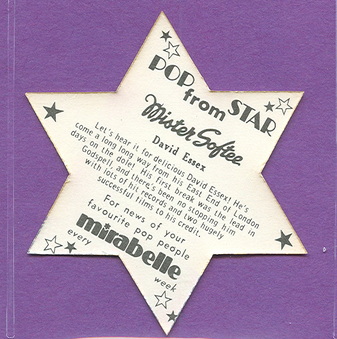 POP
from STAR
Mister Softee
David Essex
Let's hear it for delicious David Essex! He's
come a long long way from his East End of London
days on the dole! His first break was the lead in
Godspell and there's been no stopping him
with lots of hit records and two hugely
successful films to his credit.
For news of your
favourite pop people
every mirabelle week